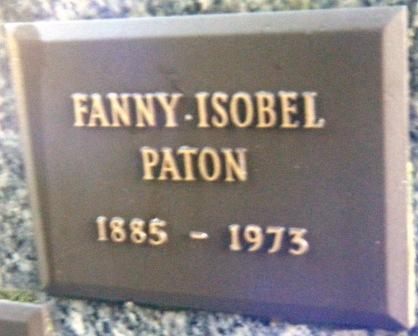 FANNY ISOBEL
PATON
1885 - 1973